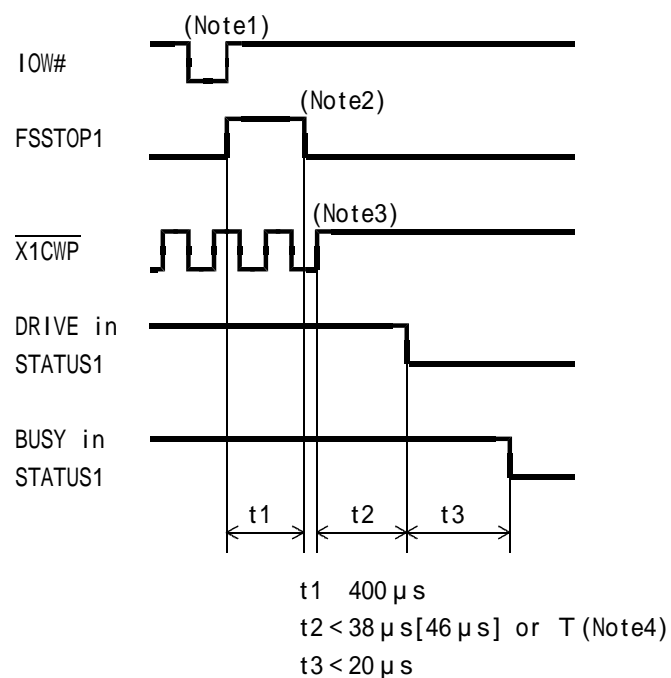 (Note1)
IOW#
(Note2)
FSSTOP1
(Note3)
X1CWP
DRIVE in
STATUS1
BUSY in
STATUS1
t1 t2 t3
t1 400μs
t2<38μs[46μs] or T(Note4)
t3<20μs